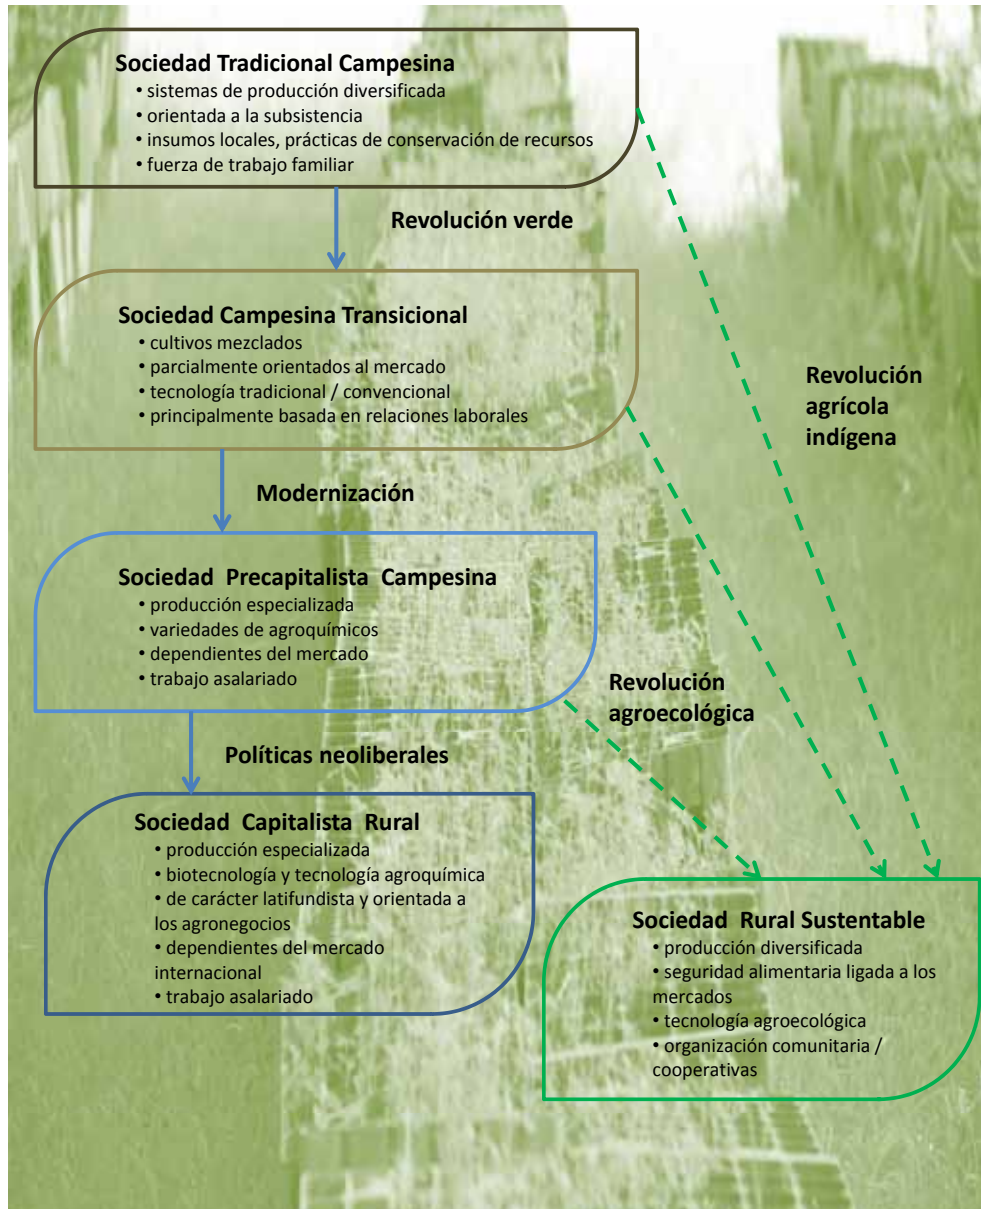 Sociedad Tradicional Campesina
• sistemas de producción diversificada
• orientada a la subsistencia
• insumos locales, prácticas de conservación de recursos
• fuerza de trabajo familiar
Revolución verde
Sociedad Campesina Transicional
• cultivos mezclados
• parcialmente orientados al mercado
• tecnología tradicional / convencional
• principalmente basada en relaciones laborales
Revolución
agrícola
indígena
Modernización
Sociedad Precapitalista Campesina
• producción especializada
• variedades de agroquímicos
• dependientes del mercado
• trabajo asalariado
Revolución
agroecológica
Políticas neoliberales
Sociedad Capitalista Rural
• producción especializada
• biotecnología y tecnología agroquímica
• de carácter latifundista y orientada a
los agronegocios
• dependientes del mercado
internacional
• trabajo asalariado
Sociedad Rural Sustentable
• producción diversificada
• seguridad alimentaria ligada a los
mercados
• tecnología agroecológica
• organización comunitaria /
cooperativas